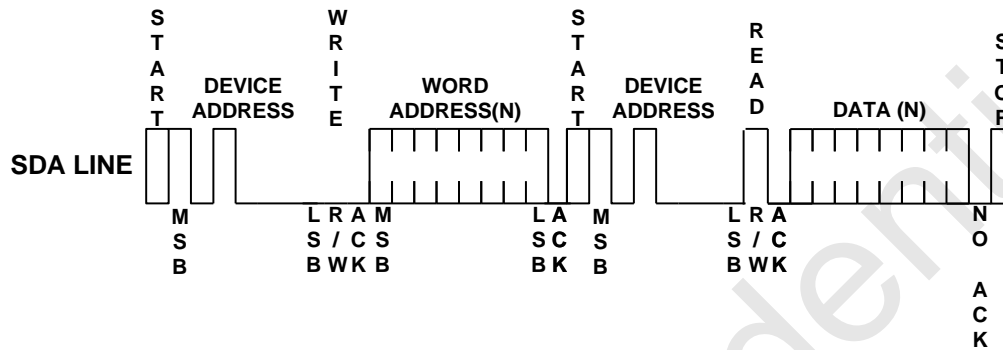 START
WRITE
START
READ
STOP
DEVICE
ADDRESS
WORD
ADDRESS(N)
DEVICE
ADDRESS
DATA (N)
SDA LINE
MSB
LSB
R/W
ACK
MSB
LSB
ACK
MSB
LSB
R/W
ACK
NO ACK